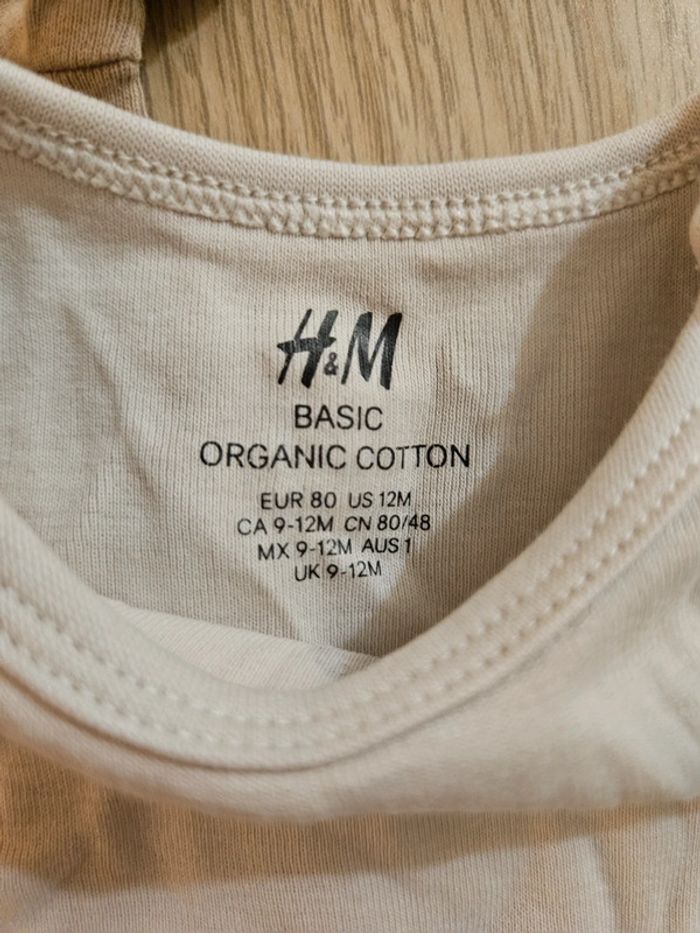 H&M
BASIC
ORGANIC COTTON
EUR 80 US 12M
CA 9-12M CN 80/48
MX 9-12M AUS 1
UK 9-12M